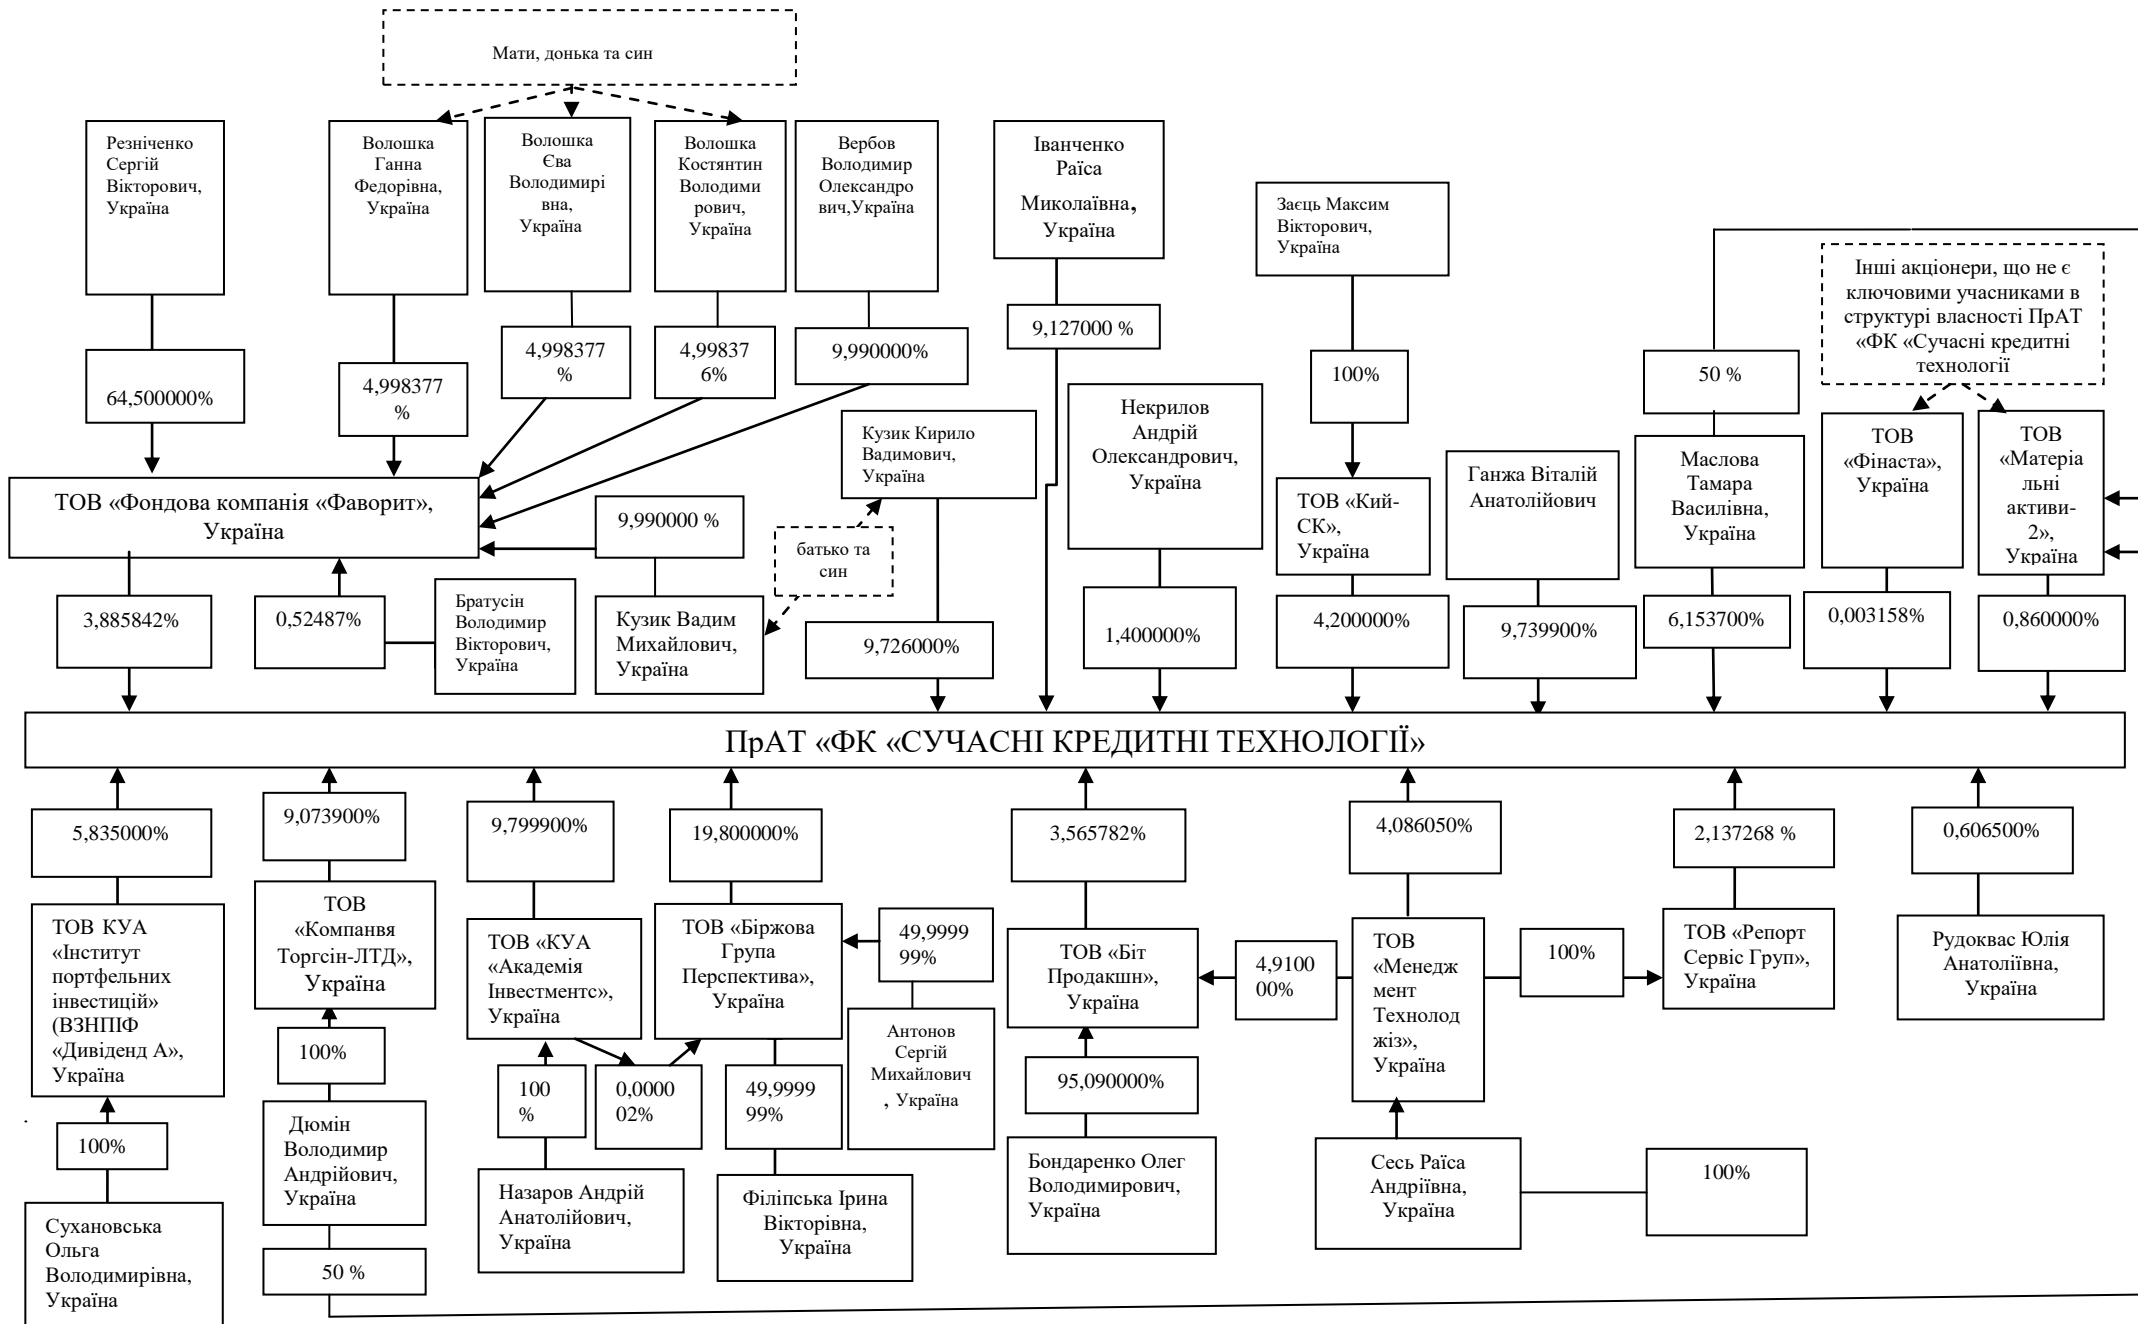 Мати, донька та син
Резніченко
Сергій
Вікторович,
Україна
Волошка
Ганна
Федорівна,
Україна
Волошка
Єва
Володимирі
вна,
Україна
Волошка
Костянтин
Володими
рович,
Україна
Вербов
Володимир
Олександро
вич,Україна
Іванченко
Раїса
Миколаївна,
Україна
Заєць Максим
Вікторович,
Україна
Інші акціонери, що не є
ключовими учасниками в
структурі власності ПрАТ
«ФК «Сучасні кредитні
технології
64,500000%
4,998377
%
4,998377
%
4,99837
6%
9,990000%
9,127000 %
100%
50 %
Кузик Кирило
Вадимович,
Україна
Некрилов
Андрій
Олександрович,
Україна
ТОВ «Кий-
СК»,
Україна
Ганжа Віталій
Анатолійович
Маслова
Тамара
Василівна,
Україна
ТОВ
«Фінаста»,
Україна
ТОВ
«Матеріа
льні
активи-
2»,
Україна
ТОВ «Фондова компанія «Фаворит»,
Україна
9,990000 %
батько та
син
3,885842%
0,52487%
Братусін
Володимир
Вікторович,
Україна
Кузик Вадим
Михайлович,
Україна
9,726000%
1,400000%
4,200000%
9,739900%
6,153700%
0,003158%
0,860000%
ПрАТ «ФК «СУЧАСНІ КРЕДИТНІ ТЕХНОЛОГІЇ»
5,835000%
9,073900%
9,799900%
19,800000%
3,565782%
4,086050%
2,137268 %
0,606500%
ТОВ КУА
«Інститут
портфельних
інвестицій»
(ВЗНПІФ
«Дивіденд А»,
Україна
ТОВ
«Компанвя
Торгсін-ЛТД»,
Україна
ТОВ «КУА
«Академія
Інвестментс»,
Україна
ТОВ «Біржова
Група
Перспектива»,
Україна
49,9999
99%
ТОВ «Біт
Продакшн»,
Україна
4,9100
00%
ТОВ
«Менедж
мент
Технолод
жіз»,
Україна
100%
ТОВ «Репорт
Сервіс Груп»,
Україна
Рудоквас Юлія
Анатоліївна,
Україна
100%
100
%
0,0000
02%
49,9999
99%
Антонов
Сергій
Михайлович
, Україна
95,090000%
.
100%
Дюмін
Володимир
Андрійович,
Україна
Назаров Андрій
Анатолійович,
Україна
Філіпська Ірина
Вікторівна,
Україна
Бондаренко Олег
Володимирович,
Україна
Сесь Раїса
Андріївна,
Україна
100%
Сухановська
Ольга
Володимирівна,
Україна
50 %